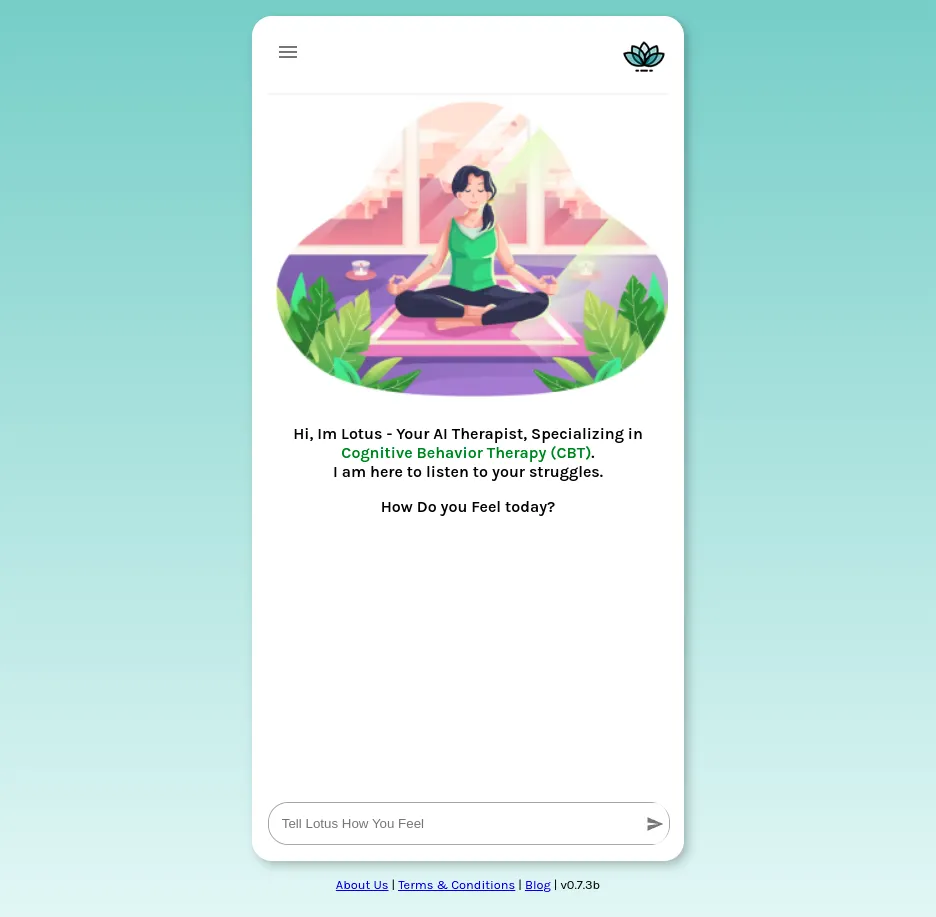 Hi, Im Lotus - Your AI Therapist, Specializing in
Cognitive Behavior Therapy (CBT).
I am here to listen to your struggles.
How Do you Feel today?
Tell Lotus How You Feel
About Us | Terms & Conditions | Blog | v0.7.3b